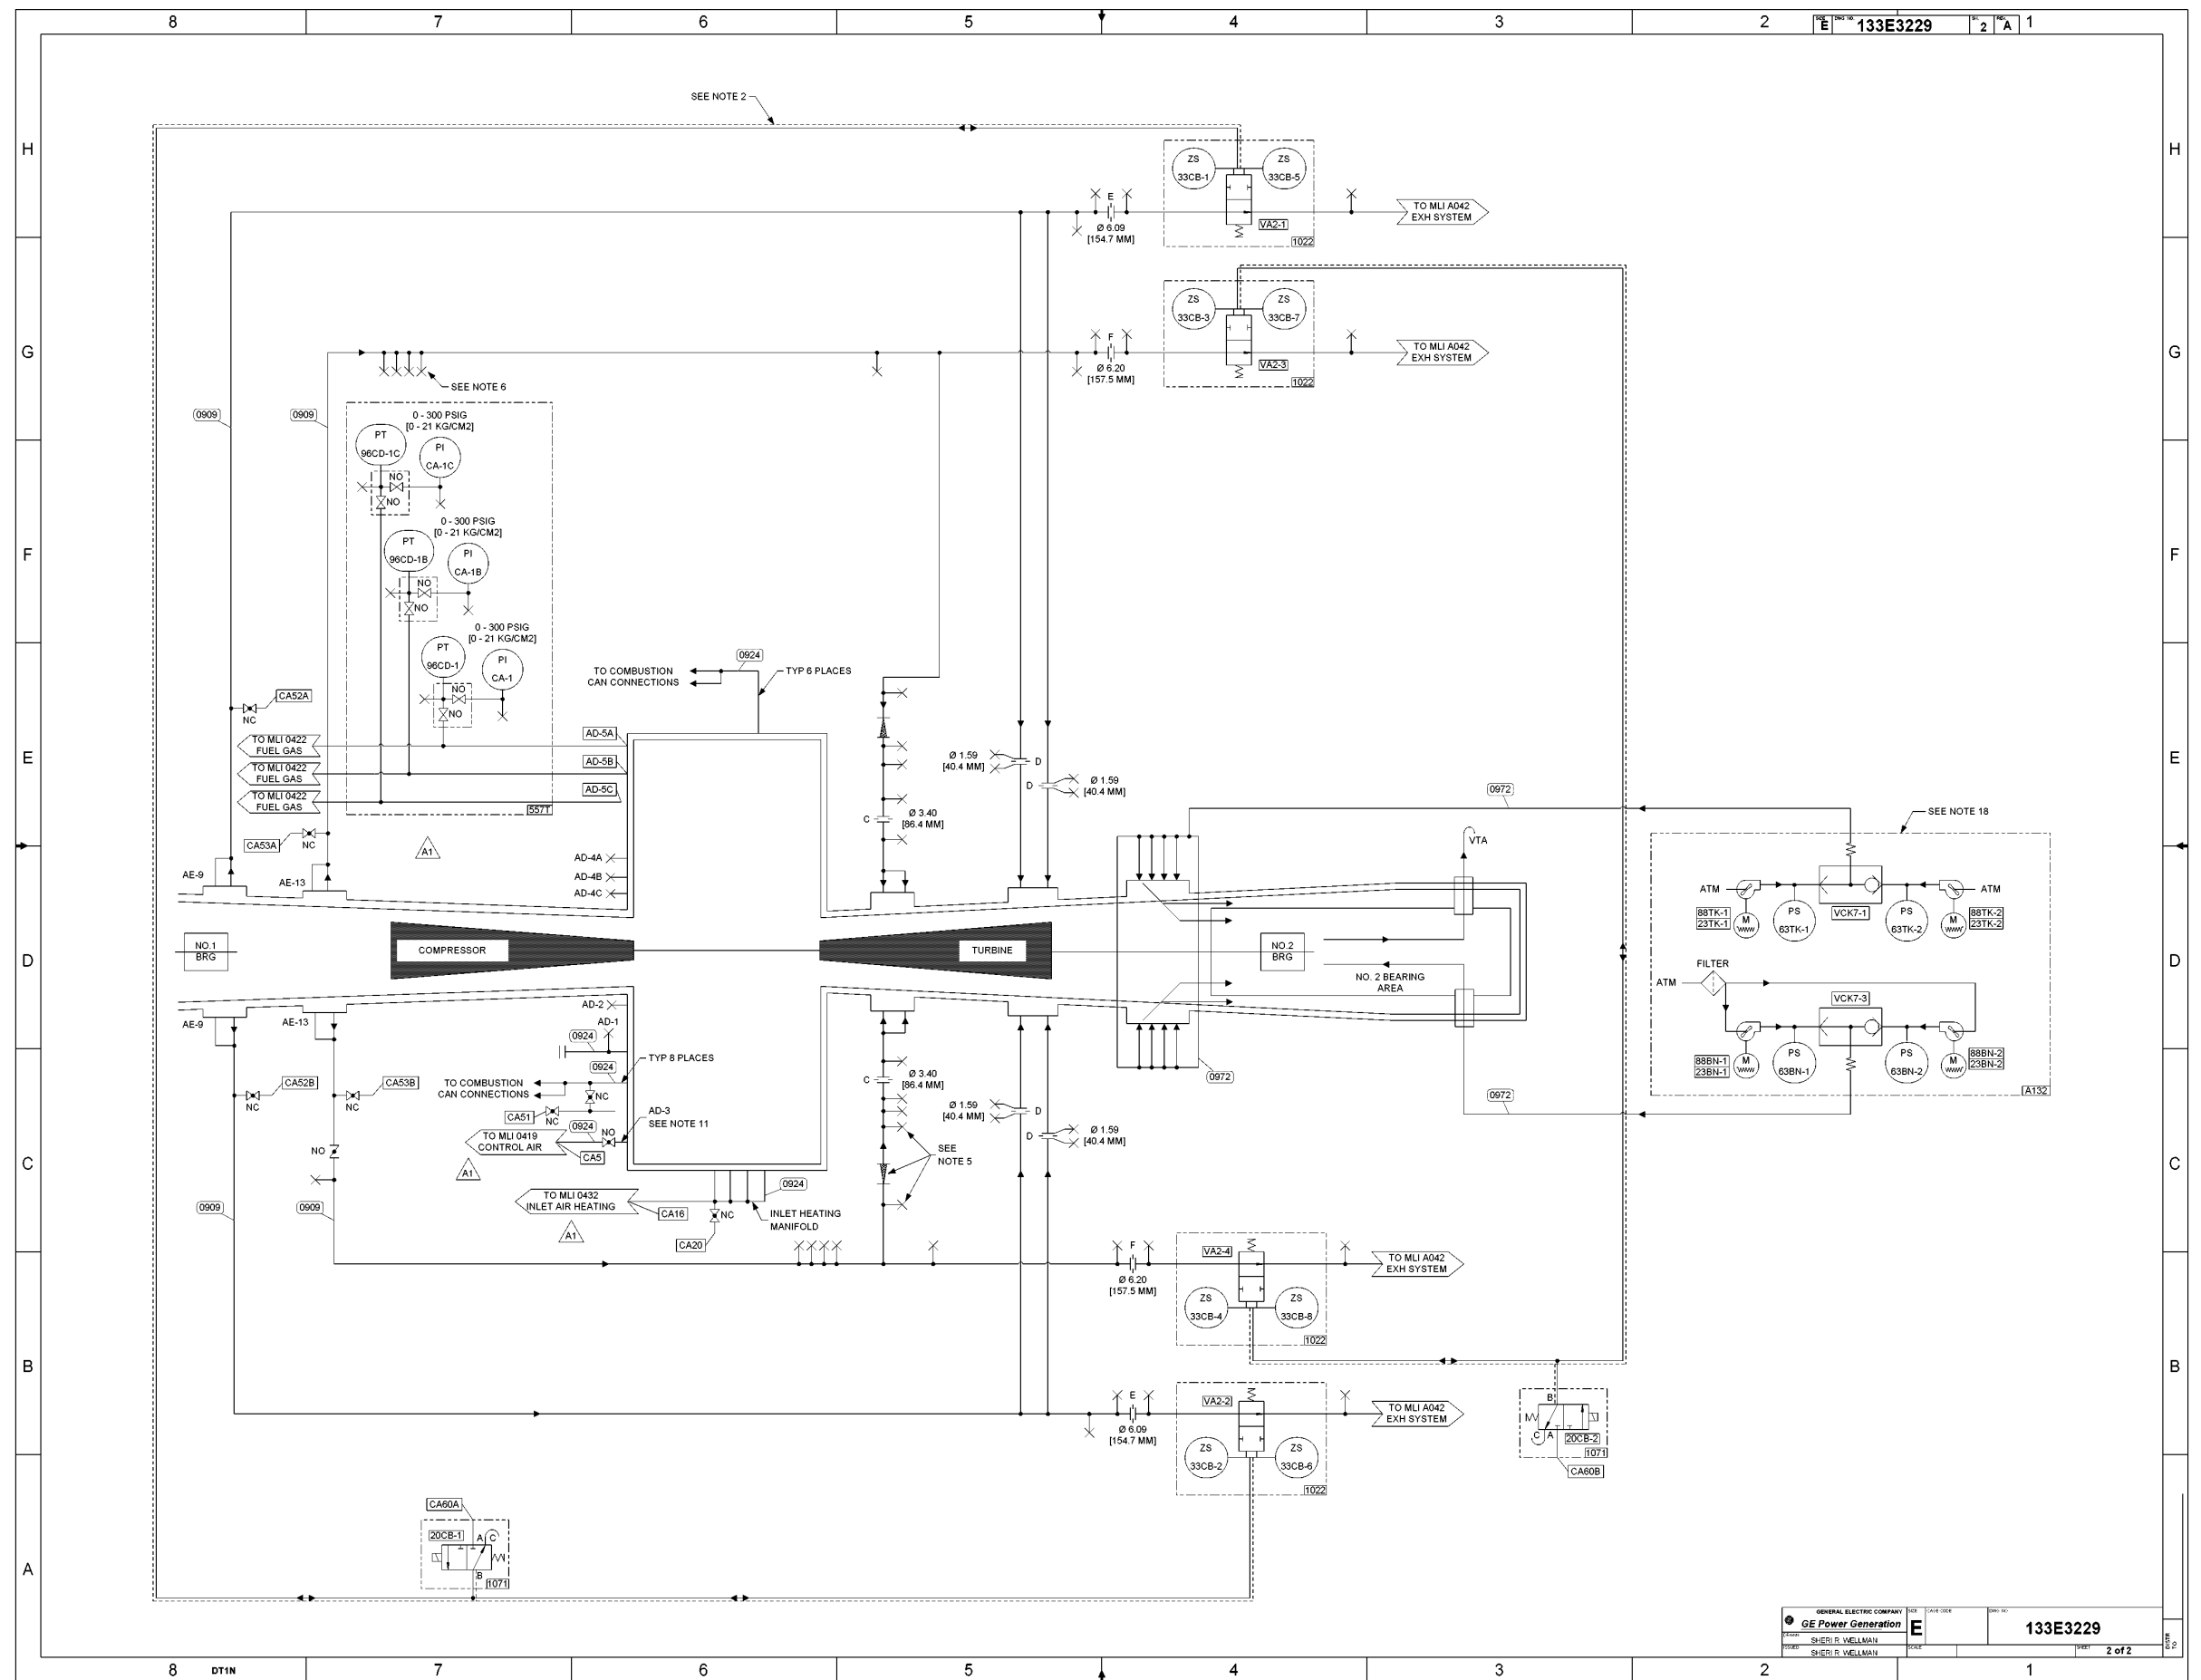 8
7
6
5
4
3
2
1
SIZE
E
DWG NO.
133E3229
SH.
2
REV.
A
H
H
SEE NOTE 2
ZS
33CB-1
ZS
33CB-5
E
Ø 6.09
[154.7 MM]
VA2-1
1022
TO MLI A042
EXH SYSTEM
G
G
ZS
33CB-3
ZS
33CB-7
F
Ø 6.20
[157.5 MM]
VA2-3
1022
TO MLI A042
EXH SYSTEM
SEE NOTE 6
0909
0909
0 - 300 PSIG
[0 - 21 KG/CM2]
PT
96CD-1C
PI
CA-1C
NO
NO
F
F
0 - 300 PSIG
[0 - 21 KG/CM2]
PT
96CD-1B
PI
CA-1B
NO
NO
0 - 300 PSIG
[0 - 21 KG/CM2]
PT
96CD-1
PI
CA-1
NO
NO
CA52A
NC
TO COMBUSTION
CAN CONNECTIONS
0924
TYP 6 PLACES
E
E
TO MLI 0422
FUEL GAS
TO MLI 0422
FUEL GAS
TO MLI 0422
FUEL GAS
AD-5A
AD-5B
AD-5C
557T
Ø 1.59
[40.4 MM]
D
D
Ø 1.59
[40.4 MM]
C
Ø 3.40
[86.4 MM]
0972
SEE NOTE 18
CA53A
NC
A1
VTA
AD-4A
AD-4B
AD-4C
AE-9
AE-13
ATM
ATM
88TK-1
23TK-1
M
PS
63TK-1
VCK7-1
PS
63TK-2
M
88TK-2
23TK-2
D
D
NO.1
BRG
COMPRESSOR
TURBINE
NO.2
BRG
NO. 2 BEARING
AREA
FILTER
ATM
VCK7-3
88BN-1
23BN-1
M
PS
63BN-1
PS
63BN-2
M
88BN-2
23BN-2
A132
AE-9
AE-13
AD-2
AD-1
0924
TYP 8 PLACES
0924
TO COMBUSTION
CAN CONNECTIONS
NC
CA51
NC
AD-3
SEE NOTE 11
0924
NO
TO MLI 0419
CONTROL AIR
CA5
A1
CA52B
NC
CA53B
NC
NO
C
Ø 3.40
[86.4 MM]
Ø 1.59
[40.4 MM]
D
D
Ø 1.59
[40.4 MM]
0972
0972
SEE
NOTE 5
C
C
0909
0909
TO MLI 0432
INLET AIR HEATING
CA16
A1
0924
NC
INLET HEATING
MANIFOLD
CA20
F
Ø 6.20
[157.5 MM]
VA2-4
ZS
33CB-4
ZS
33CB-8
1022
TO MLI A042
EXH SYSTEM
B
B
E
Ø 6.09
[154.7 MM]
VA2-2
ZS
33CB-2
ZS
33CB-6
1022
TO MLI A042
EXH SYSTEM
B
C
A
20CB-2
1071
CA60B
CA60A
20CB-1
A
C
B
1071
A
GENERAL ELECTRIC COMPANY
GE Power Generation
SIZE
E
CAGE CODE
DWG NO
133E3229
DRAWN
SHERI R. WELLMAN
ISSUED
SHERI R. WELLMAN
SCALE
SHEET
2 of 2
DISTR
TO
8
DT1N
7
6
5
4
3
2
1